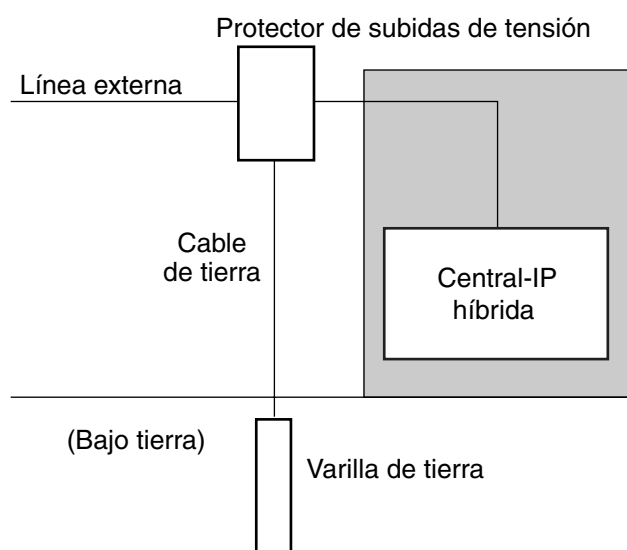 Protector de subidas de tensión
Línea externa
Cable
de tierra
Central-IP
híbrida
(Bajo tierra)
Varilla de tierra